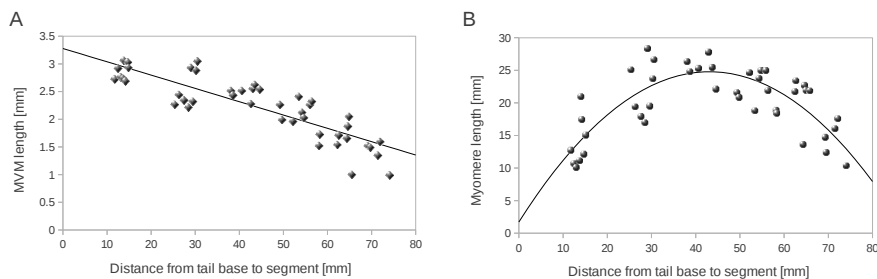 A
MVM length [mm]
3.5
3
2.5
2
1.5
1
0.5
0
0 10 20 30 40 50 60 70 80
Distance from tail base to segment [mm]
B
Myomere length [mm]
30
25
20
15
10
5
0
0 10 20 30 40 50 60 70 80
Distance from tail base to segment [mm]